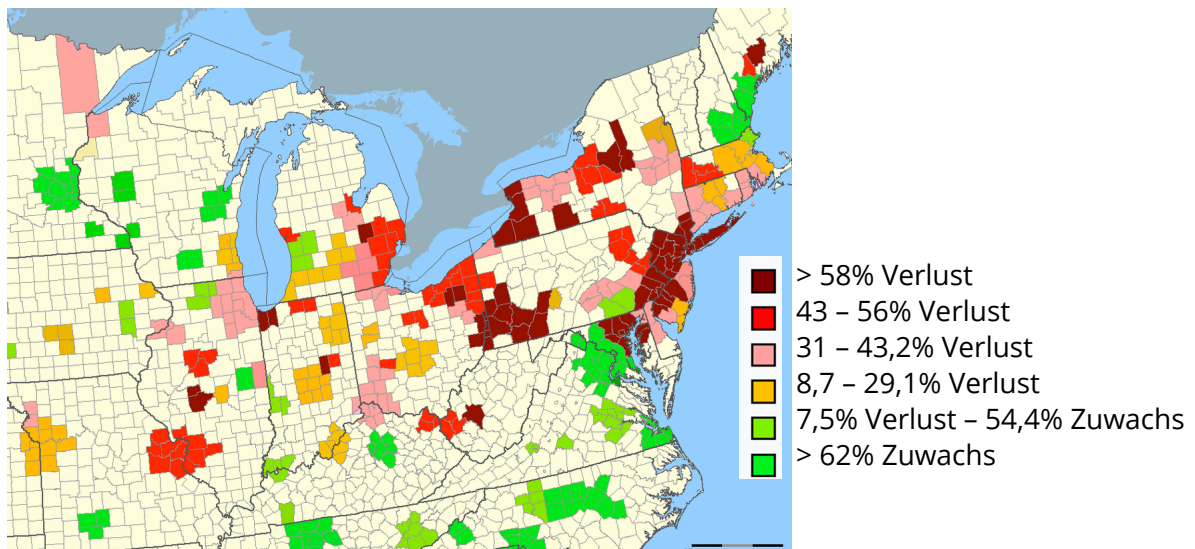 > 58% Verlust
43 – 56% Verlust
31 – 43,2% Verlust
8,7 – 29,1% Verlust
7,5% Verlust – 54,4% Zuwachs
> 62% Zuwachs